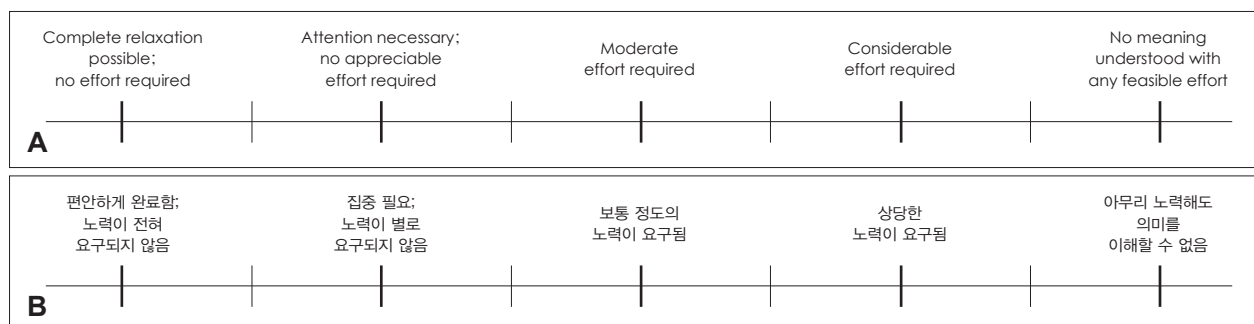 Complete relaxation
possible;
no effort required
Attention necessary;
no appreciable
effort required
Moderate
effort required
Considerable
effort required
No meaning
understood with
any feasible effort
A
편안하게 완료함;
노력이 전혀
요구되지 않음
집중 필요;
노력이 별로
요구되지 않음
보통 정도의
노력이 요구됨
상당한
노력이 요구됨
아무리 노력해도
의미를
이해할 수 없음
B